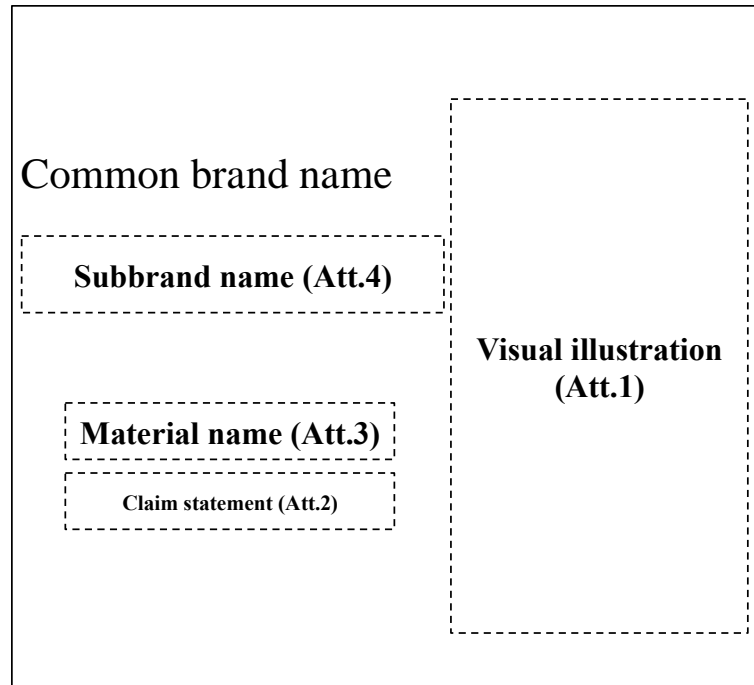 Common brand name
Subbrand name (Att.4)
Visual illustration
(Att.1)
Material name (Att.3)
Claim statement (Att.2)